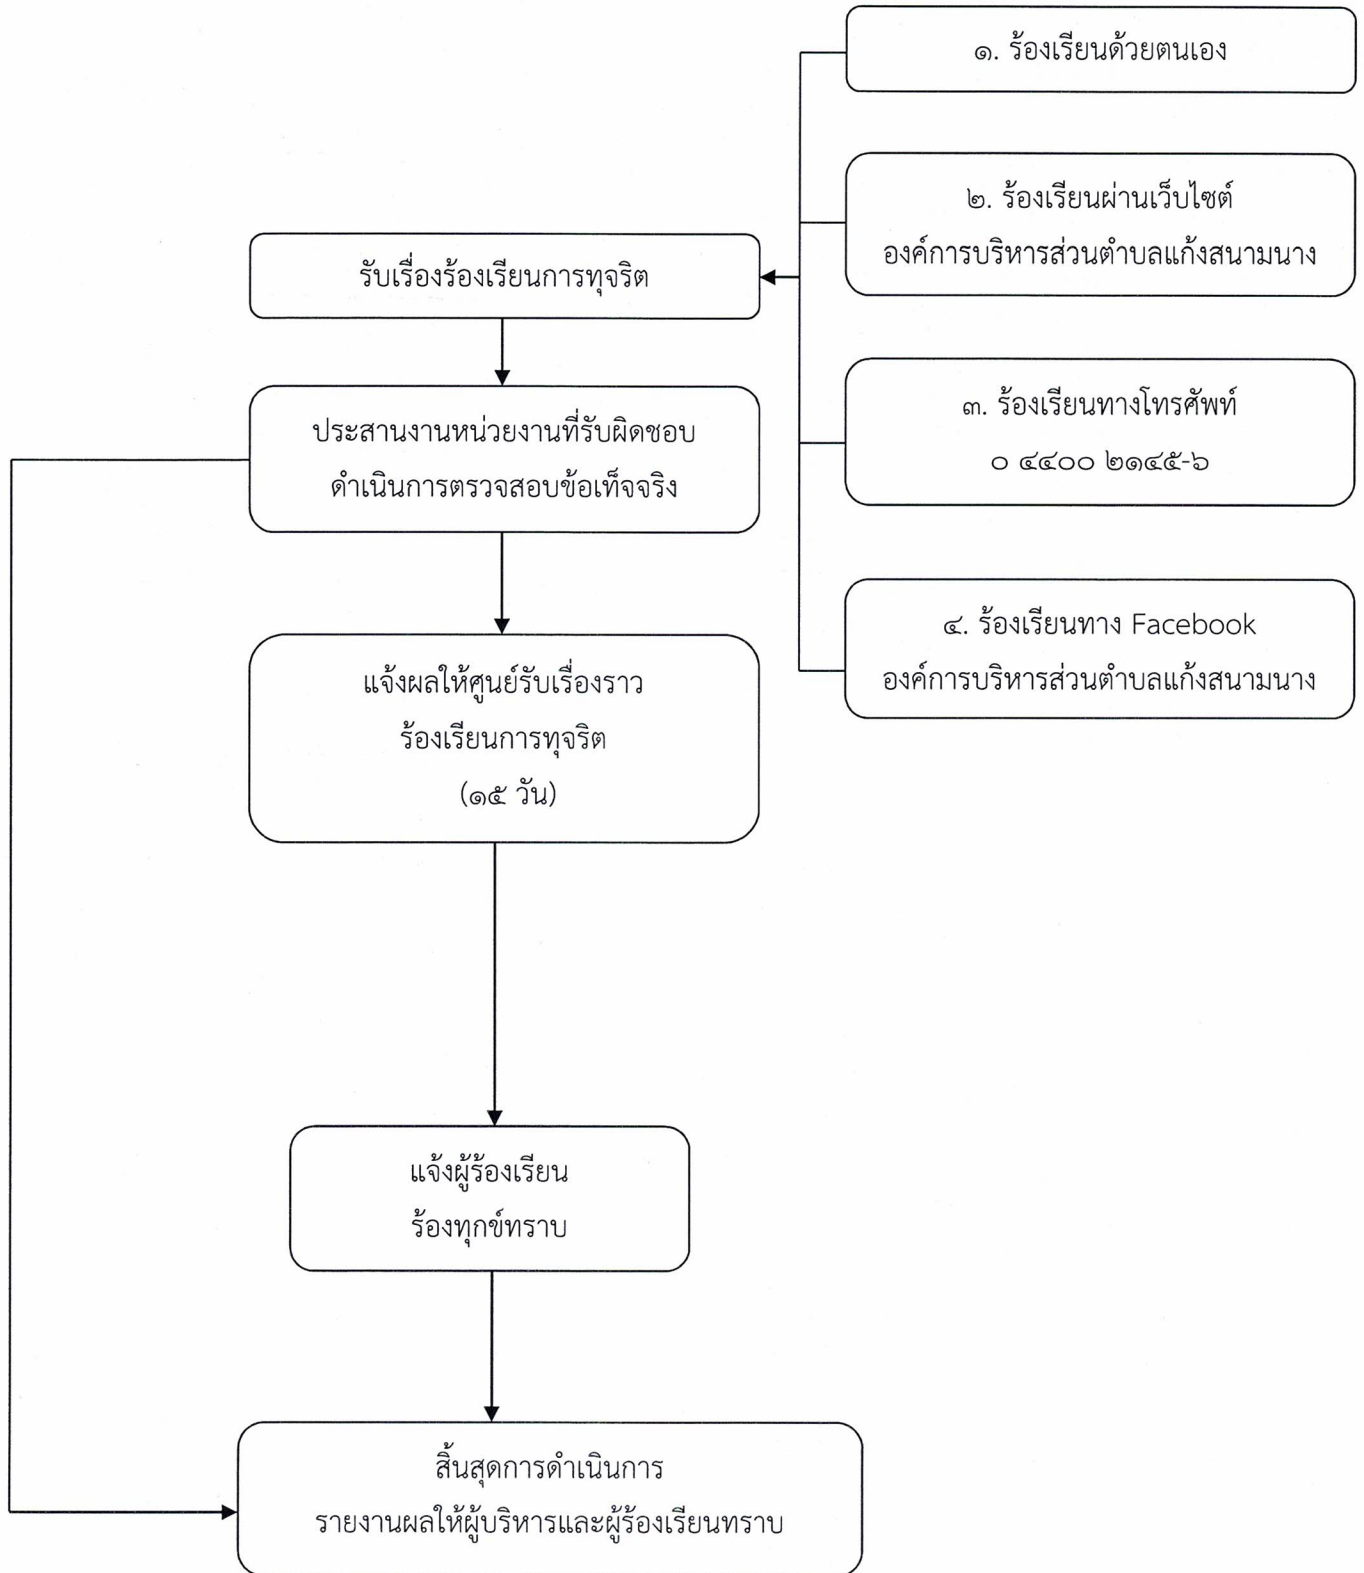 ๑. ร้องเรียนด้วยตนเอง
๒. ร้องเรียนผ่านเว็บไซต์
องค์การบริหารส่วนตำบลแก้งสนามนาง
รับเรื่องร้องเรียนการทุจริต
๓. ร้องเรียนทางโทรศัพท์
๐ ๔๔๐๐ ๒๑๔๕-๖
ประสานงานหน่วยงานที่รับผิดชอบ
ดำเนินการตรวจสอบข้อเท็จจริง
๔. ร้องเรียนทาง Facebook
องค์การบริหารส่วนตำบลแก้งสนามนาง
แจ้งผลให้ศูนย์รับเรื่องราว
ร้องเรียนการทุจริต
(๑๕ วัน)
แจ้งผู้ร้องเรียน
ร้องทุกข์ทราบ
สิ้นสุดการดำเนินการ
รายงานผลให้ผู้บริหารและผู้ร้องเรียนทราบ